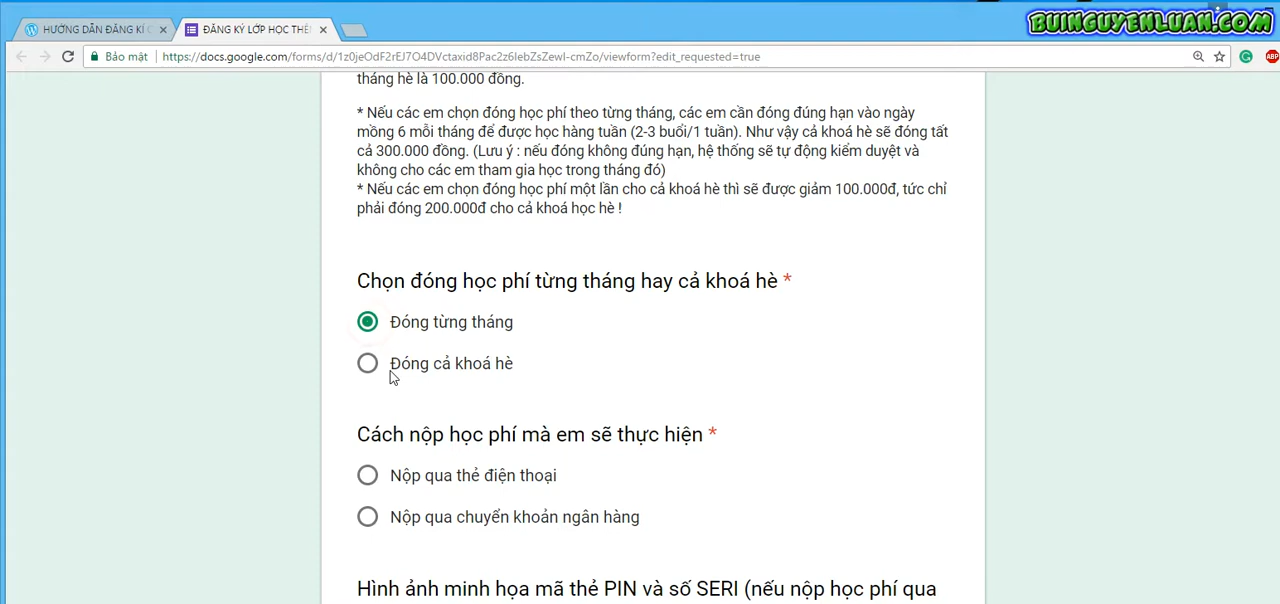 BUINGUYENLUAN.COM
HƯỚNG DẪN ĐĂNG KÍ
ĐĂNG KÝ LỚP HỌC THÊ
Bảo mật
https://docs.google.com/forms/d/1z0jeOdF2rEJ7O4DVctaxid8Pac2z6lebZsZewI-cmZo/viewform?edit_requested=true
ABP
tháng hè là 100.000 đồng.
* Nếu các em chọn đóng học phí theo từng tháng, các em cần đóng đúng hạn vào ngày
mồng 6 mỗi tháng để được học hàng tuần (2-3 buổi/1 tuần). Như vậy cả khoá hè sẽ đóng tất
cả 300.000 đồng. (Lưu ý : nếu đóng không đúng hạn, hệ thống sẽ tự động kiểm duyệt và
không cho các em tham gia học trong tháng đó)
* Nếu các em chọn đóng học phí một lần cho cả khoá hè thì sẽ được giảm 100.000đ, tức chỉ
phải đóng 200.000đ cho cả khoá học hè !
Chọn đóng học phí từng tháng hay cả khoá hè *
Đóng từng tháng
Đóng cả khoá hè
Cách nộp học phí mà em sẽ thực hiện *
Nộp qua thẻ điện thoại
Nộp qua chuyển khoản ngân hàng
Hình ảnh minh họa mã thẻ PIN và số SERI (nếu nộp học phí qua